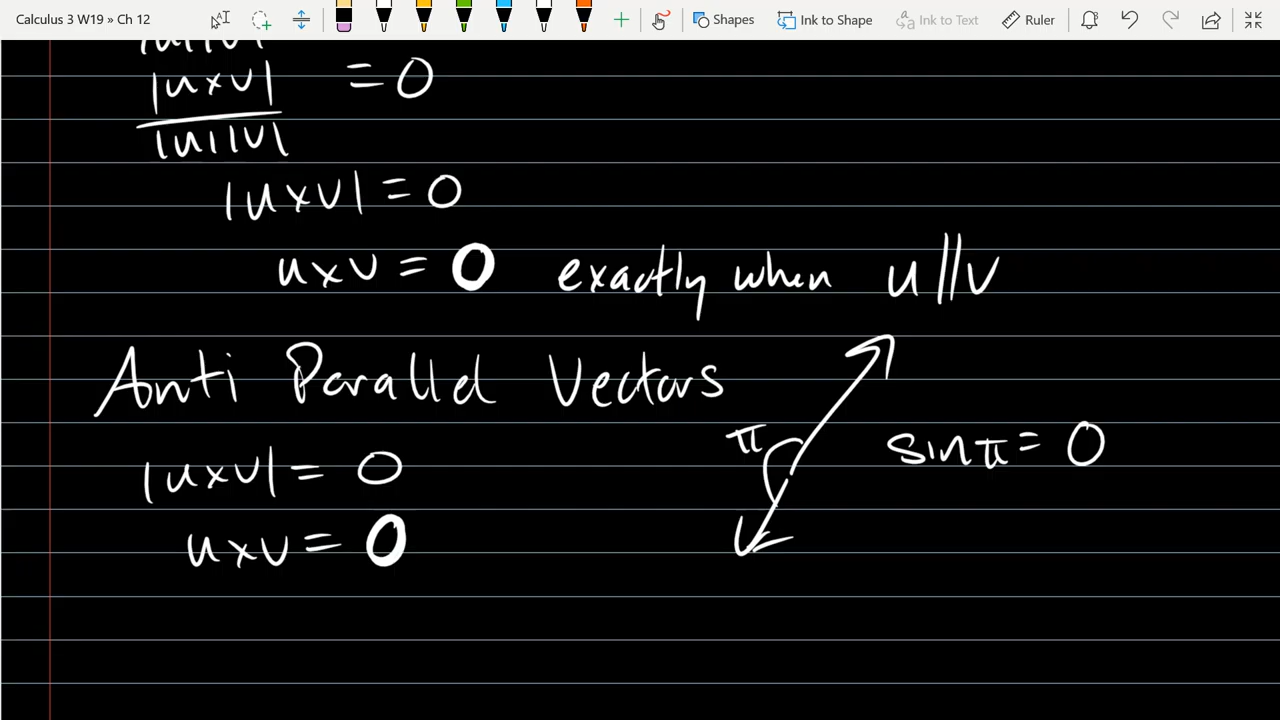 Calculus 3 W19 » Ch 12
Shapes
Ink to Shape
Ink to Text
Ruler
|u||v|
|u×v| = 0
|u||v|
|u×v| = 0
u×v = 0 exactly when u∥v
Anti Parallel Vectors
π
sin π = 0
|u×v| = 0
u×v = 0